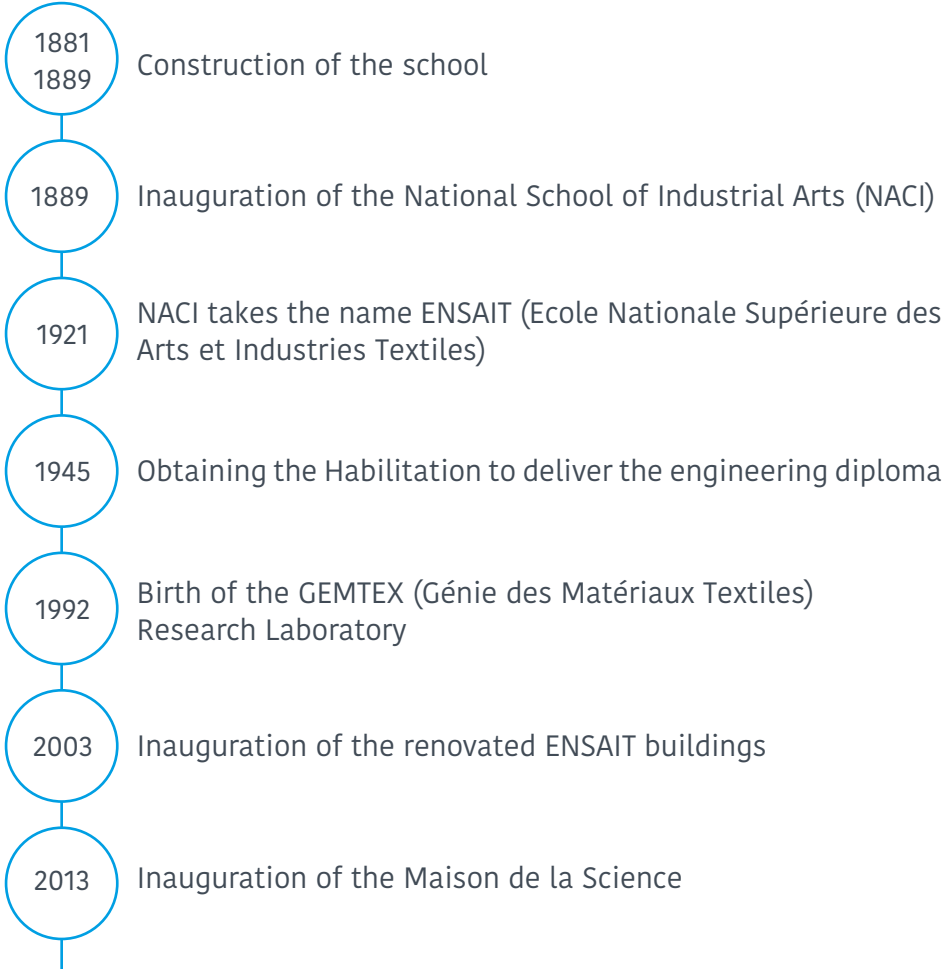 1881
1889
Construction of the school
1889
Inauguration of the National School of Industrial Arts (NACI)
1921
NACI takes the name ENSAIT (Ecole Nationale Supérieure des
Arts et Industries Textiles)
1945
Obtaining the Habilitation to deliver the engineering diploma
1992
Birth of the GEMTEX (Génie des Matériaux Textiles)
Research Laboratory
2003
Inauguration of the renovated ENSAIT buildings
2013
Inauguration of the Maison de la Science